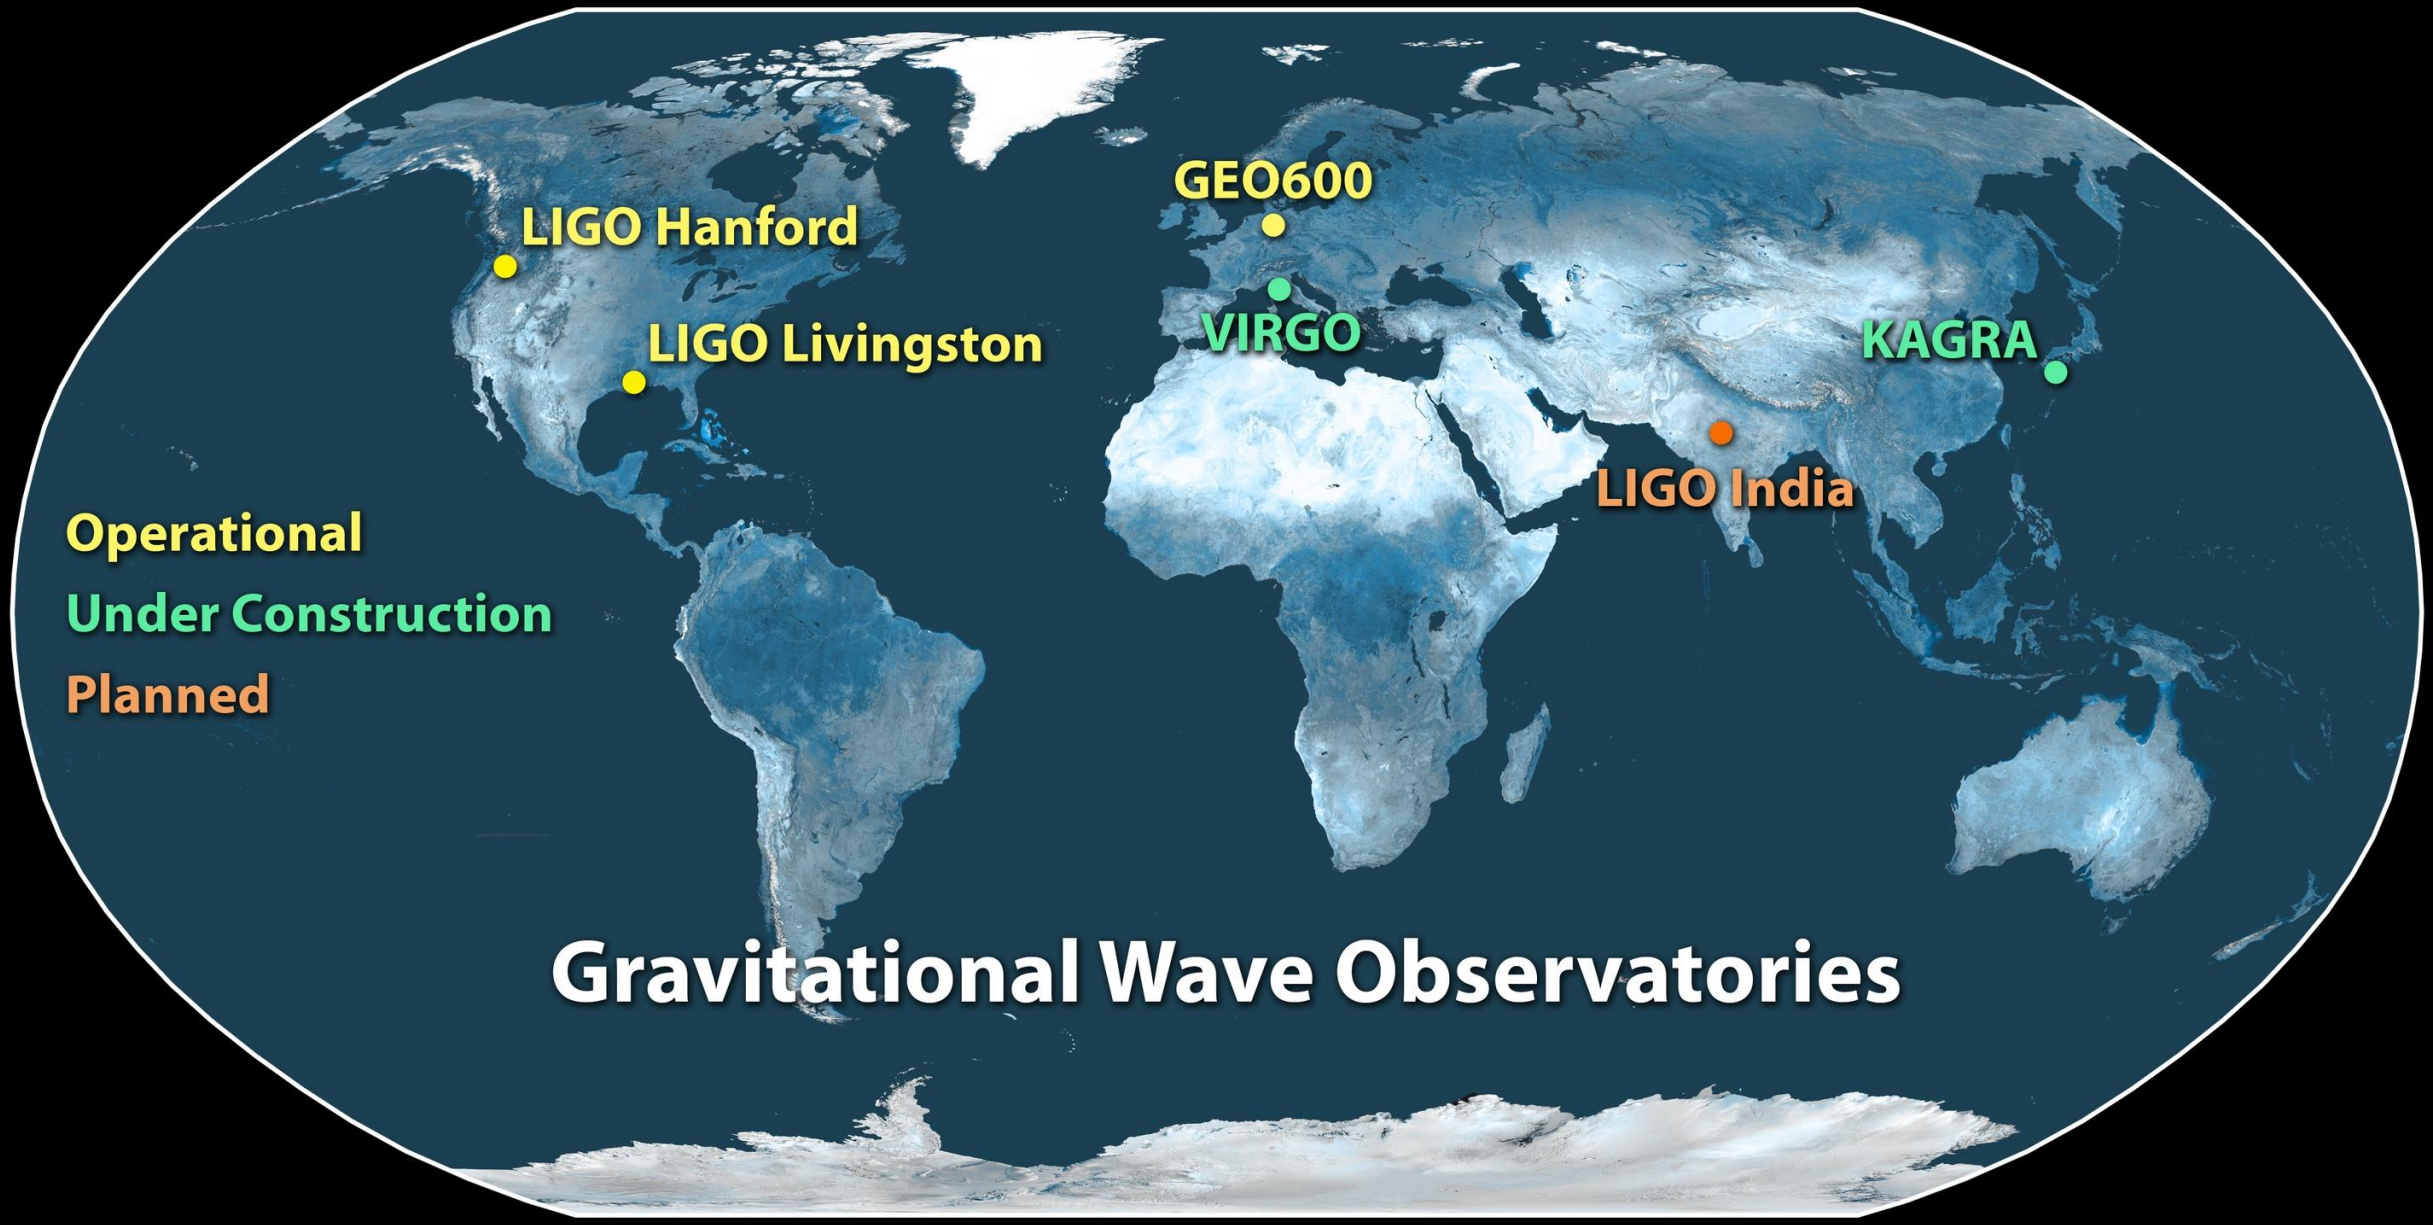 GEO600
LIGO Hanford
VIRGO
LIGO Livingston
KAGRA
LIGO India
Operational
Under Construction
Planned
Gravitational Wave Observatories